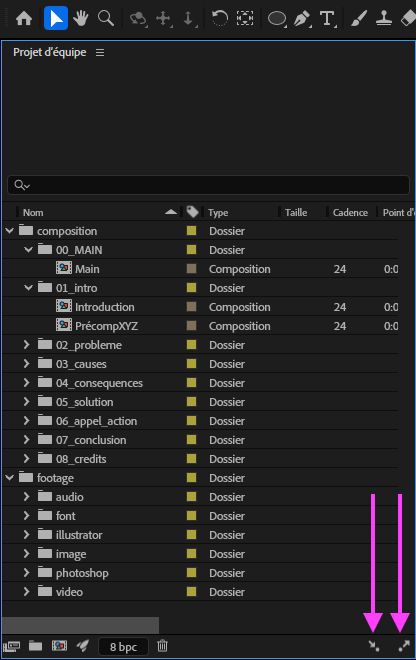 Projet d'équipe
Nom Type Taille Cadence Point d'
composition Dossier
00_MAIN Dossier
Main Composition 24 0:0
01_intro Dossier
Introduction Composition 24 0:0
PrécompXYZ Composition 24 0:0
02_probleme Dossier
03_causes Dossier
04_consequences Dossier
05_solution Dossier
06_appel_action Dossier
07_conclusion Dossier
08_credits Dossier
footage Dossier
audio Dossier
font Dossier
illustrator Dossier
image Dossier
photoshop Dossier
video Dossier
8 bpc